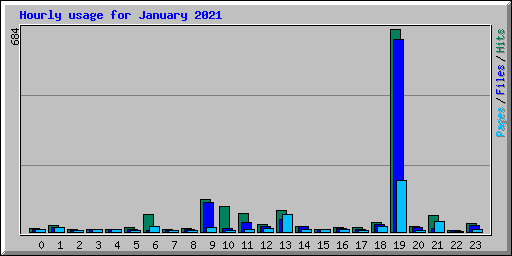 Hourly usage for January 2021
684
Pages/Files/Hits
0 1 2 3 4 5 6 7 8 9 10 11 12 13 14 15 16 17 18 19 20 21 22 23